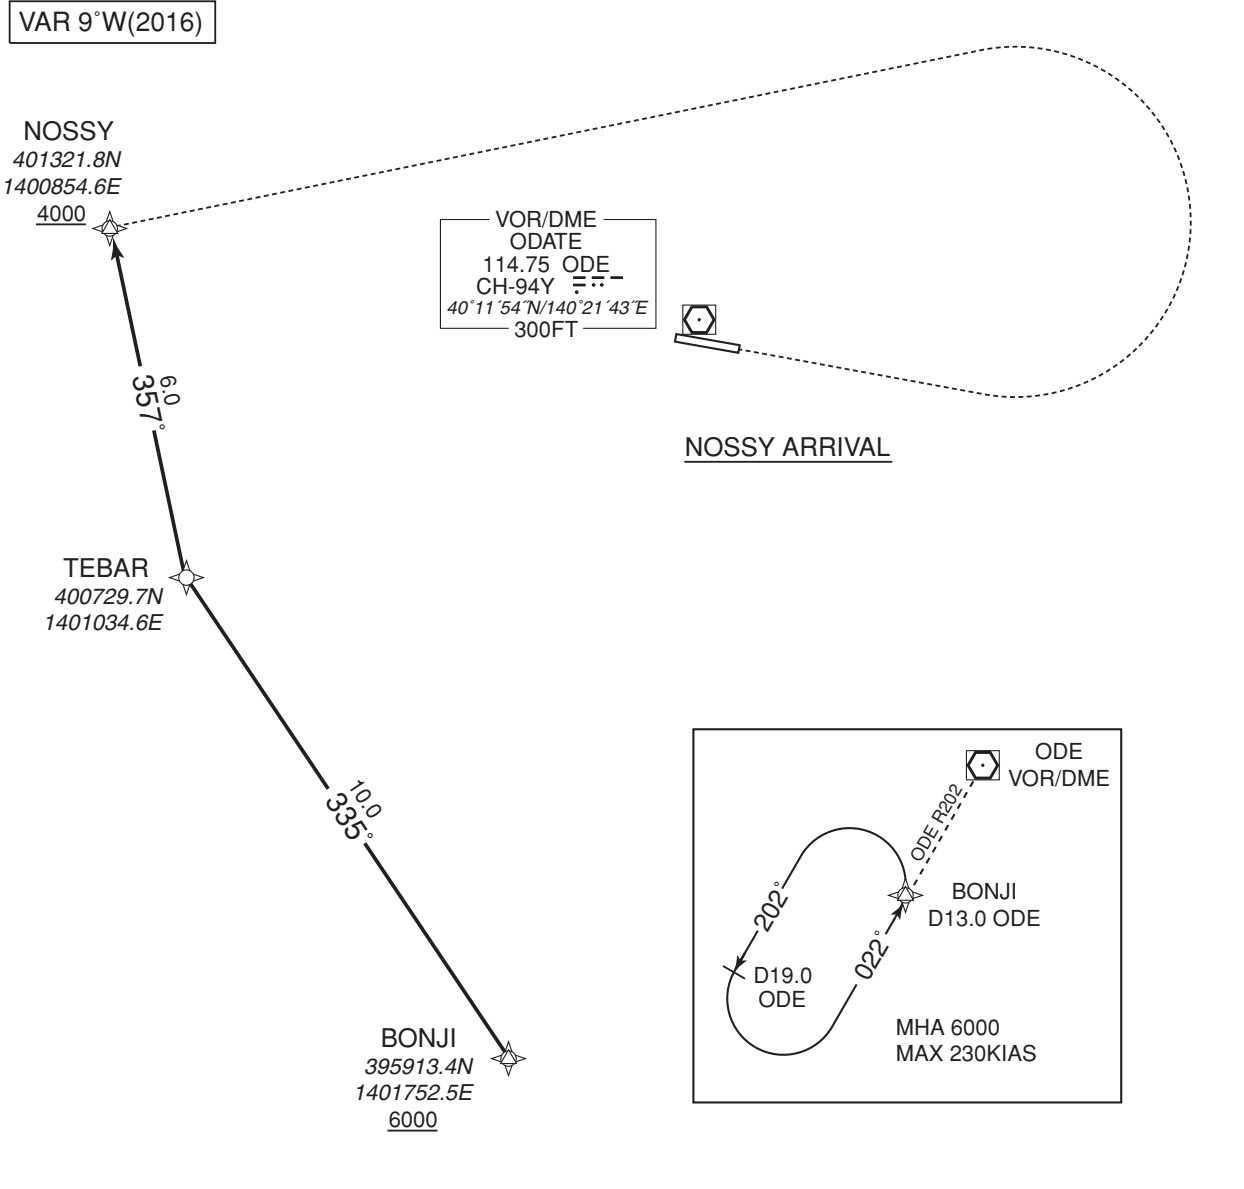 VAR 9˚W(2016)
NOSSY
401321.8N
1400854.6E
4000
VOR/DME
ODATE
114.75 ODE
CH-94Y
40˚11´54˝N/140˚21´43˝E
300FT
6.0
357˚
NOSSY ARRIVAL
TEBAR
400729.7N
1401034.6E
10.0
335˚
BONJI
395913.4N
1401752.5E
6000
ODE
VOR/DME
ODE R202
202˚
BONJI
D13.0 ODE
022˚
D19.0
ODE
MHA 6000
MAX 230KIAS